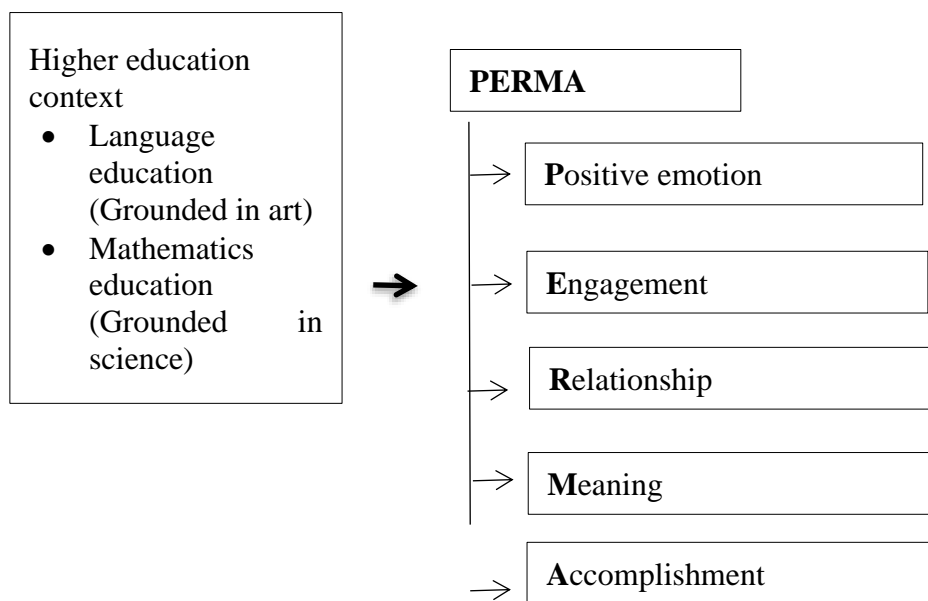 Higher education
context
• Language
education
(Grounded in art)
• Mathematics
education
(Grounded in
science)
PERMA
Positive emotion
Engagement
Relationship
Meaning
Accomplishment